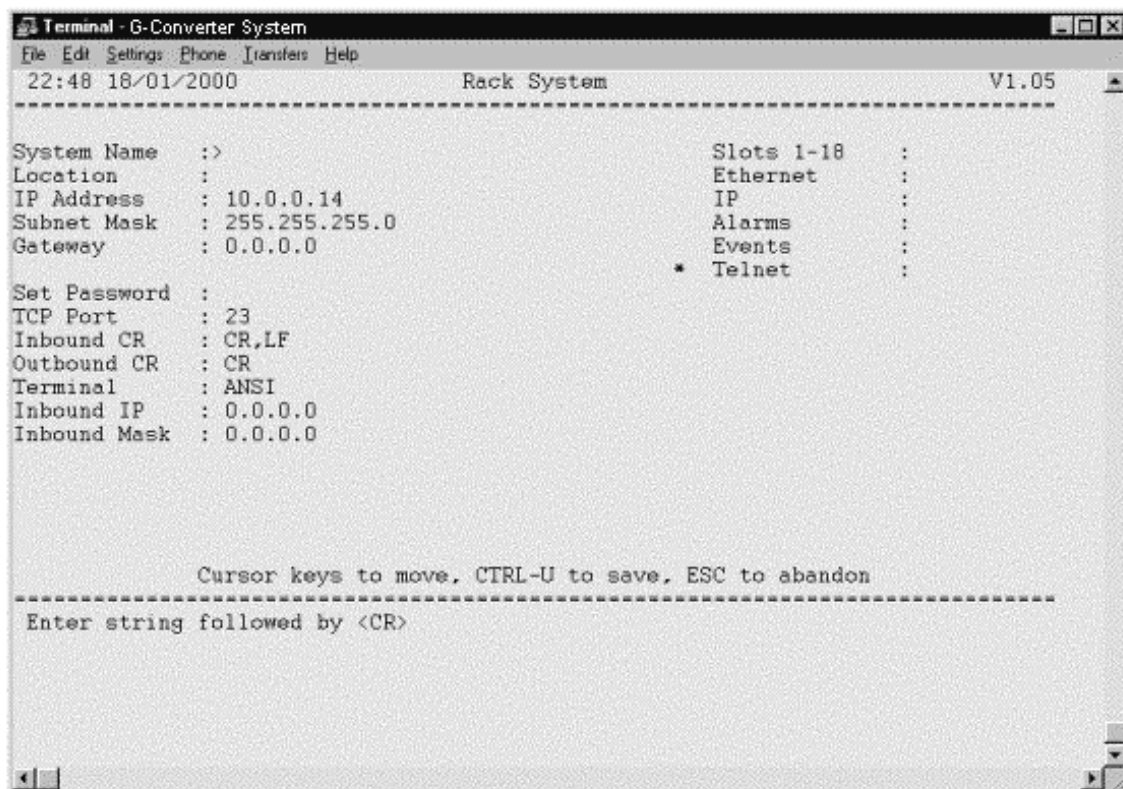 Terminal - G-Converter System
File Edit Settings Phone Transfers Help
22:48 18/01/2000 Rack System V1.05
System Name :> Slots 1-18 :
Location : Ethernet :
IP Address : 10.0.0.14 IP :
Subnet Mask : 255.255.255.0 Alarms :
Gateway : 0.0.0.0 Events :
* Telnet :
Set Password :
TCP Port : 23
Inbound CR : CR,LF
Outbound CR : CR
Terminal : ANSI
Inbound IP : 0.0.0.0
Inbound Mask : 0.0.0.0
Cursor keys to move, CTRL-U to save, ESC to abandon
Enter string followed by <CR>